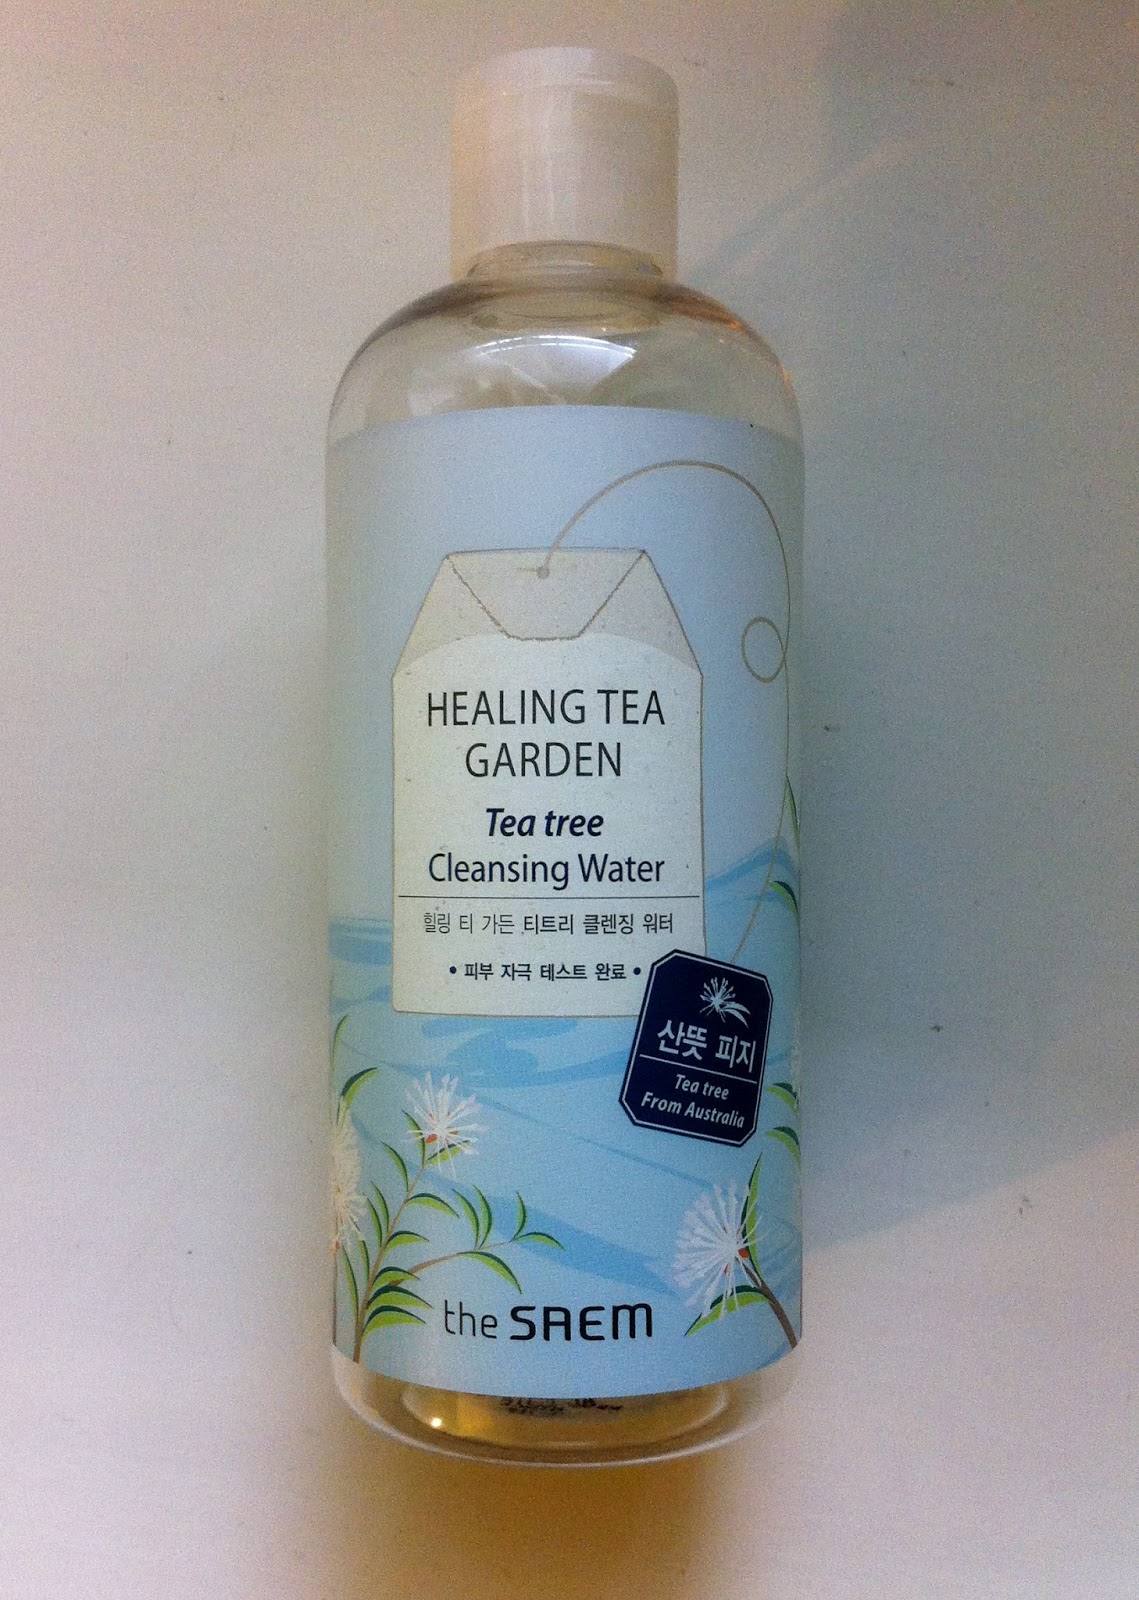 HEALING TEA
GARDEN
Tea tree
Cleansing Water
힐링 티 가든 티트리 클렌징 워터
• 피부 자극 테스트 완료 •
산뜻 피지
Tea tree
From Australia
the SAEM